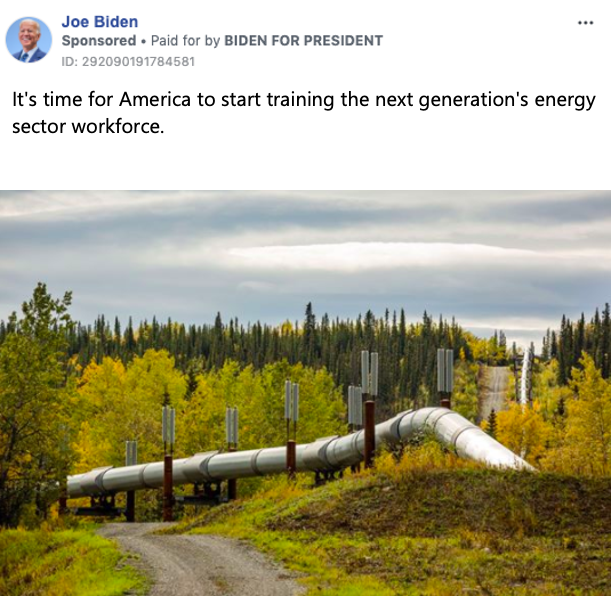 Joe Biden
Sponsored • Paid for by BIDEN FOR PRESIDENT
ID: 292090191784581
It's time for America to start training the next generation's energy
sector workforce.